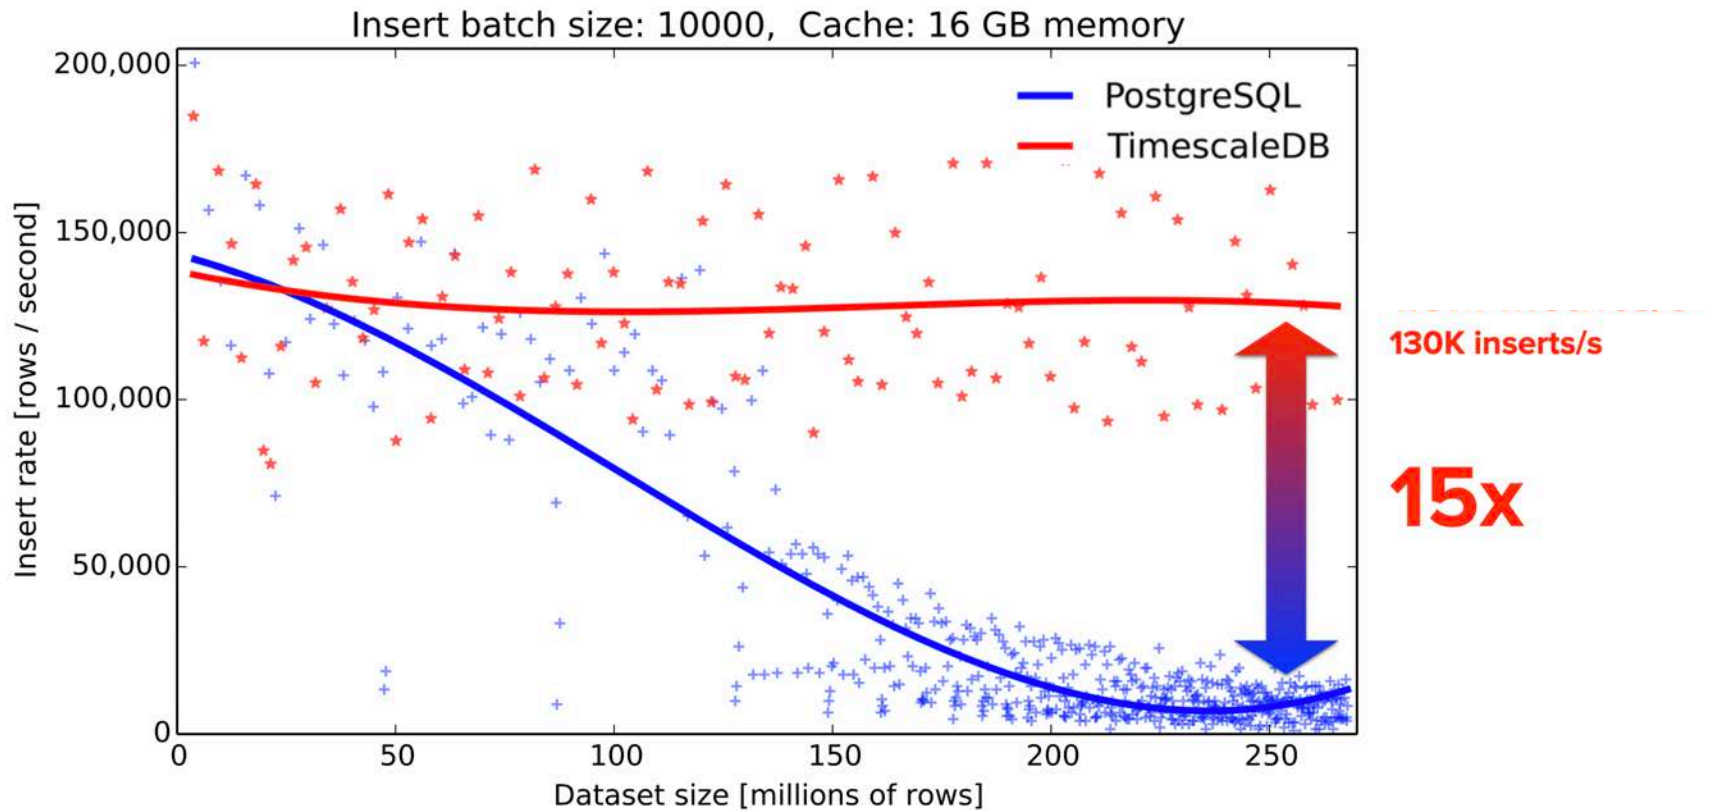 Insert batch size: 10000,  Cache: 16 GB memory
200,000
150,000
100,000
50,000
0
Insert rate [rows / second]
PostgreSQL
TimescaleDB
130K inserts/s
15x
0 50 100 150 200 250
Dataset size [millions of rows]